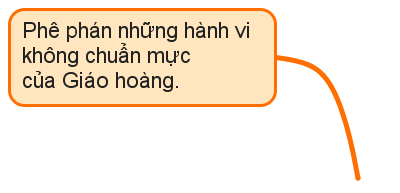 Phê phán những hành vi
không chuẩn mực
của Giáo hoàng.